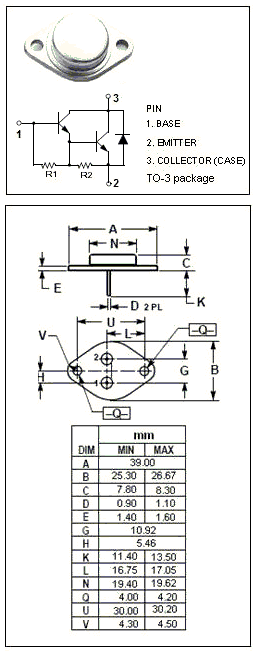 3
PIN
1. BASE
1
2. EMITTER
3. COLLECTOR (CASE)
R1 R2
TO-3 package
2
A
N
C
E
K
D 2 PL
U
L
V
-Q-
2
H
G
B
1
-Q-
mm
DIM MIN MAX
A 39.00
B 25.30 26.67
C 7.80 8.30
D 0.90 1.10
E 1.40 1.60
G 10.92
H 5.46
K 11.40 13.50
L 16.75 17.05
N 19.40 19.62
Q 4.00 4.20
U 30.00 30.20
V 4.30 4.50